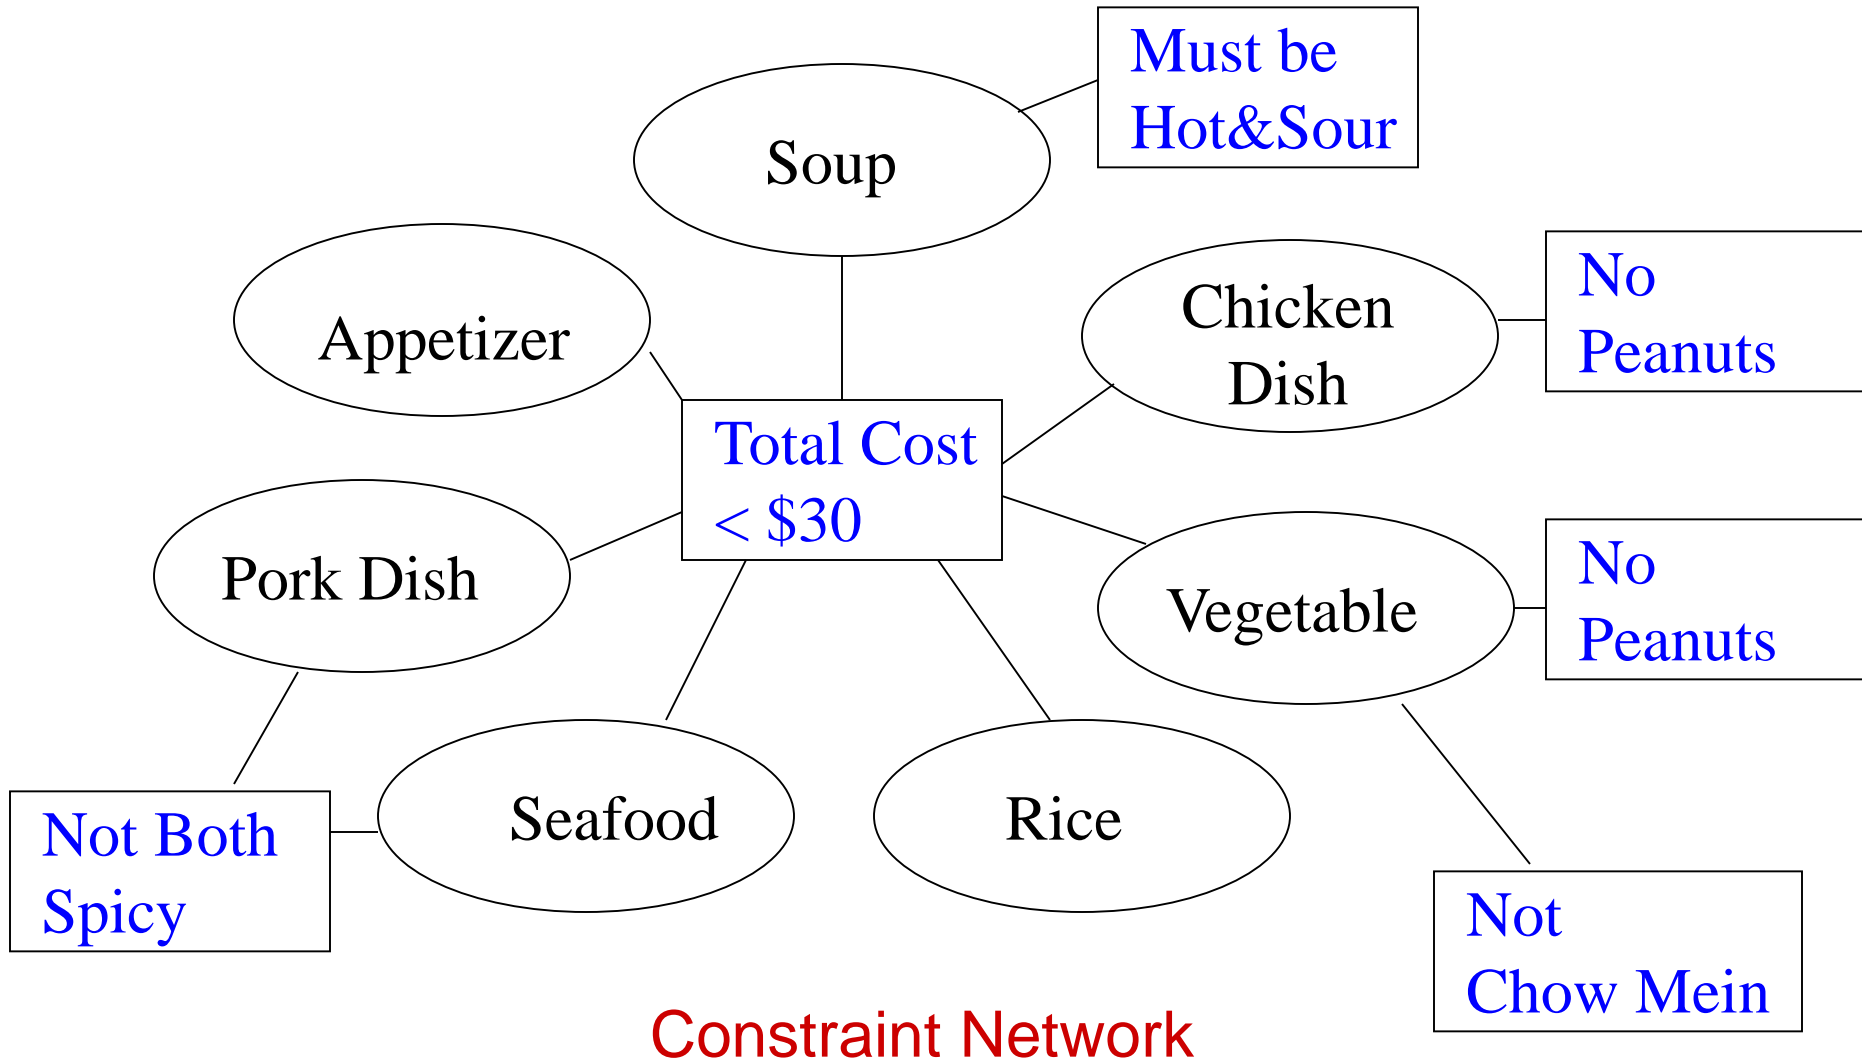 Must be
Hot&Sour
Soup
No
Peanuts
Chicken
Dish
Appetizer
Total Cost
< $30
No
Peanuts
Pork Dish
Vegetable
Seafood
Rice
Not Both
Spicy
Not
Chow Mein
Constraint Network